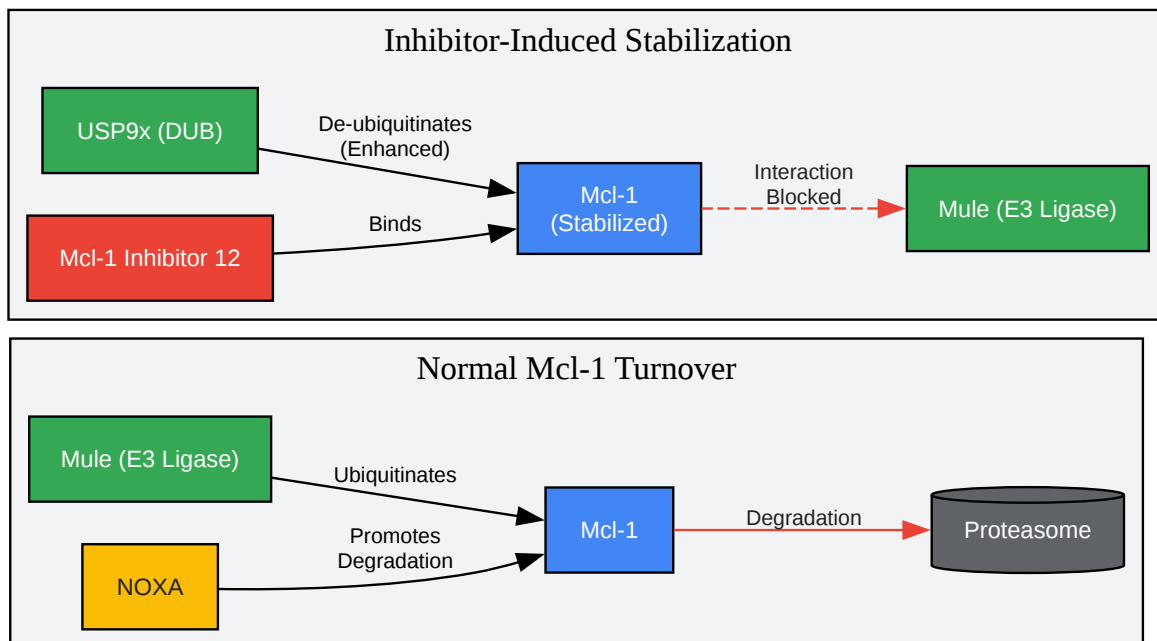 Inhibitor-Induced Stabilization
USP9x (DUB)
De-ubiquitinates
(Enhanced)
Mcl-1 Inhibitor 12
Binds
Mcl-1
(Stabilized)
Interaction
Blocked
Mule (E3 Ligase)
Normal Mcl-1 Turnover
Mule (E3 Ligase)
Ubiquitinates
Promotes
Degradation
NOXA
Mcl-1
Degradation
Proteasome